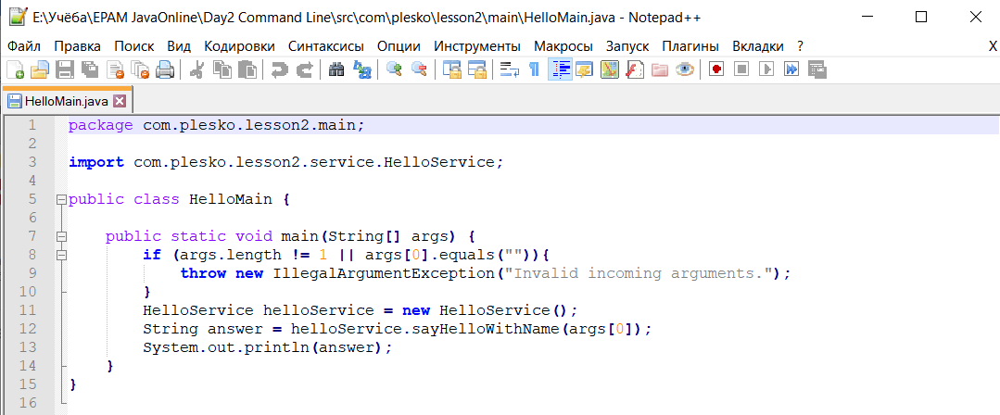 E:\Учёба\EPAM JavaOnline\Day2 Command Line\src\com\plesko\lesson2\main\HelloMain.java - Notepad++
Файл Правка Поиск Вид Кодировки Синтаксисы Опции Инструменты Макросы Запуск Плагины Вкладки ? X
HelloMain.java
1 package com.plesko.lesson2.main;
2
3 import com.plesko.lesson2.service.HelloService;
4
5 public class HelloMain {
6
7     public static void main(String[] args) {
8         if (args.length != 1 || args[0].equals("")){
9             throw new IllegalArgumentException("Invalid incoming arguments.");
10         }
11         HelloService helloService = new HelloService();
12         String answer = helloService.sayHelloWithName(args[0]);
13         System.out.println(answer);
14     }
15 }
16